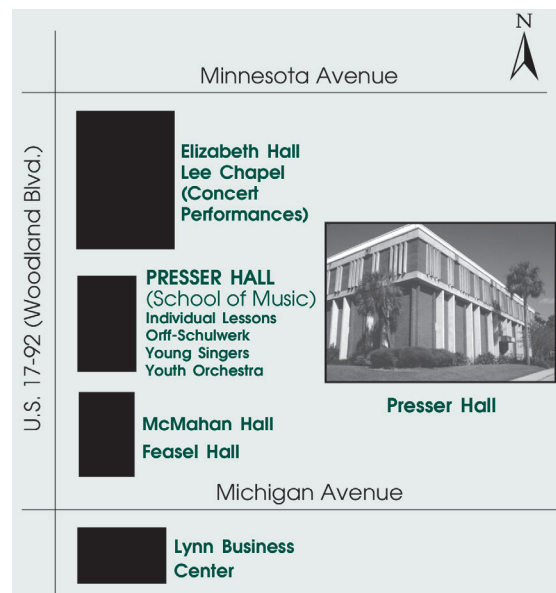 N
Minnesota Avenue
U.S. 17-92 (Woodland Blvd.)
Elizabeth Hall
Lee Chapel
(Concert
Performances)
PRESSER HALL
(School of Music)
Individual Lessons
Orff-Schulwerk
Young Singers
Youth Orchestra
Presser Hall
McMahan Hall
Feasel Hall
Michigan Avenue
Lynn Business
Center